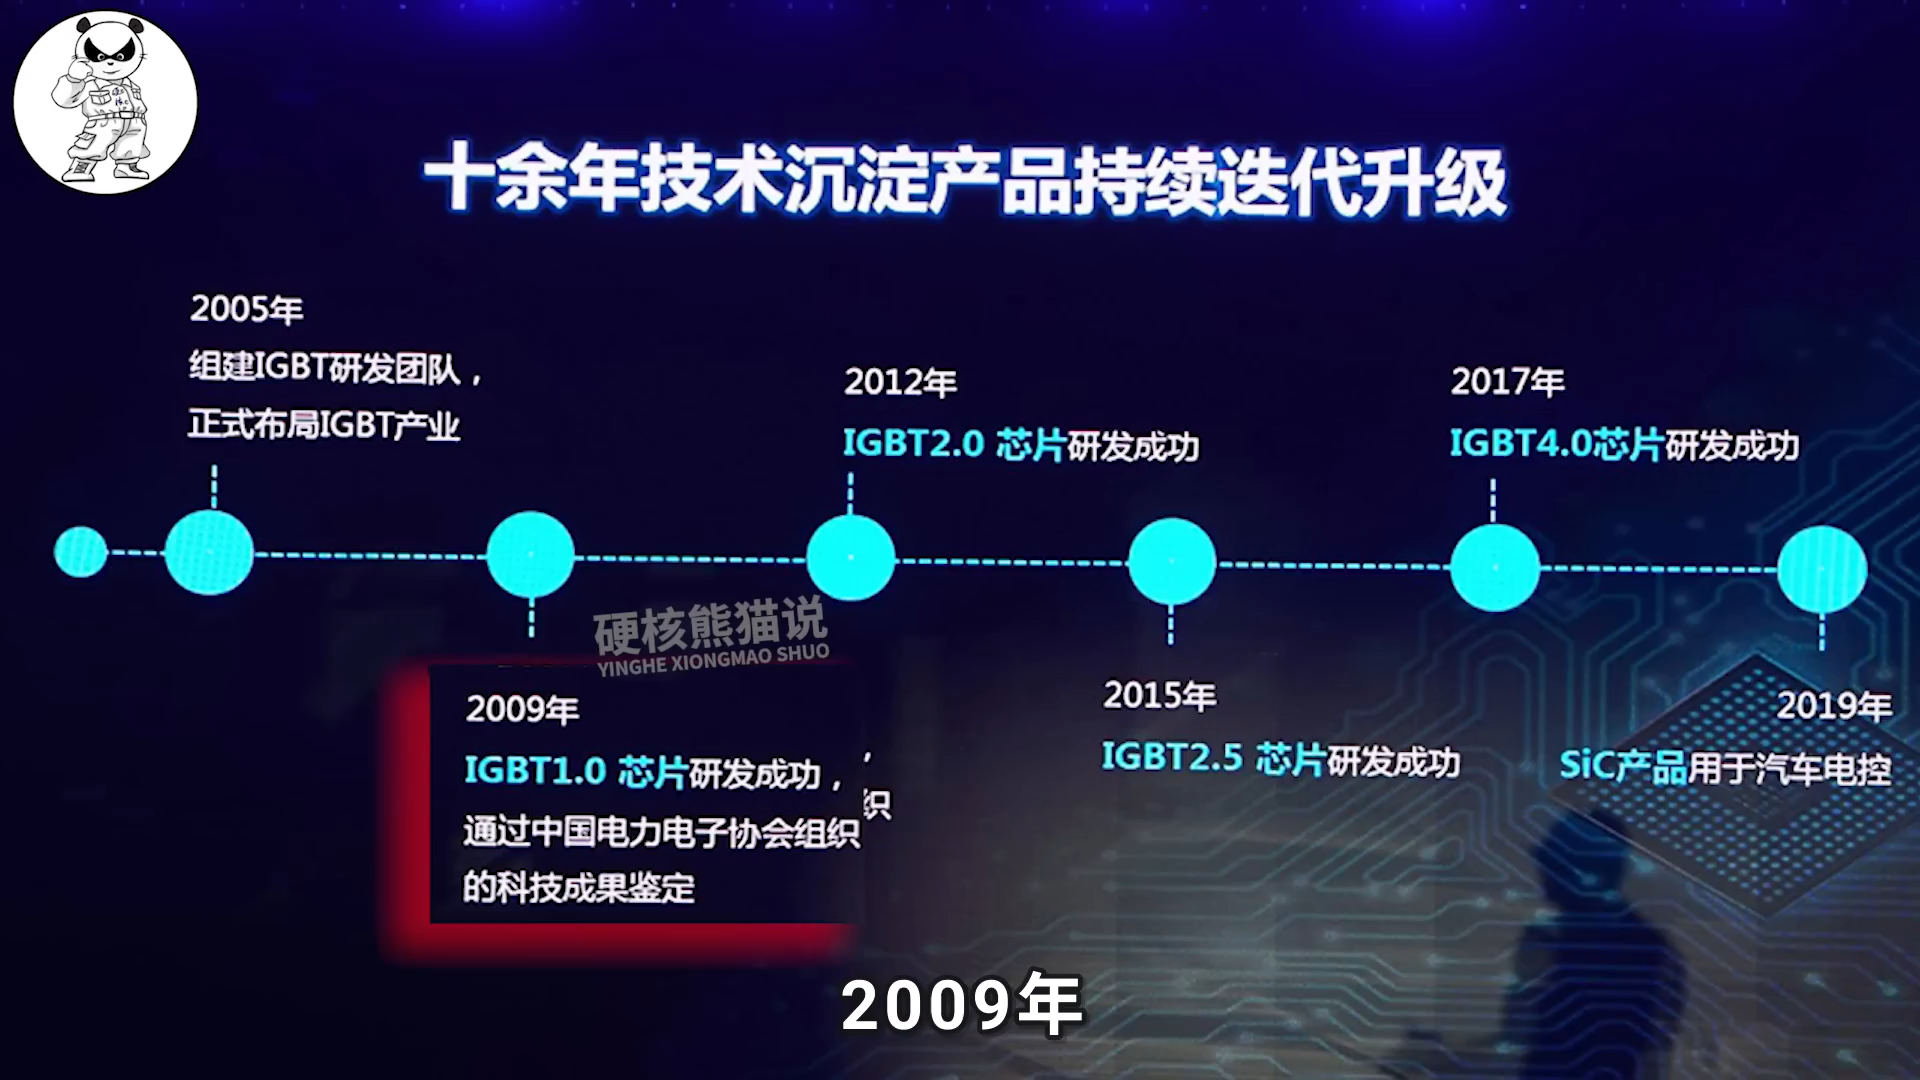 十余年技术沉淀产品持续迭代升级
2005年
组建IGBT研发团队，
正式布局IGBT产业
2012年
IGBT2.0 芯片研发成功
2017年
IGBT4.0芯片研发成功
硬核熊猫说
YINGHE XIONGMAO SHUO
2009年
IGBT1.0 芯片研发成功，
通过中国电力电子协会组织
的科技成果鉴定
，
织
2015年
IGBT2.5 芯片研发成功
2019年
SiC产品用于汽车电控
2009年